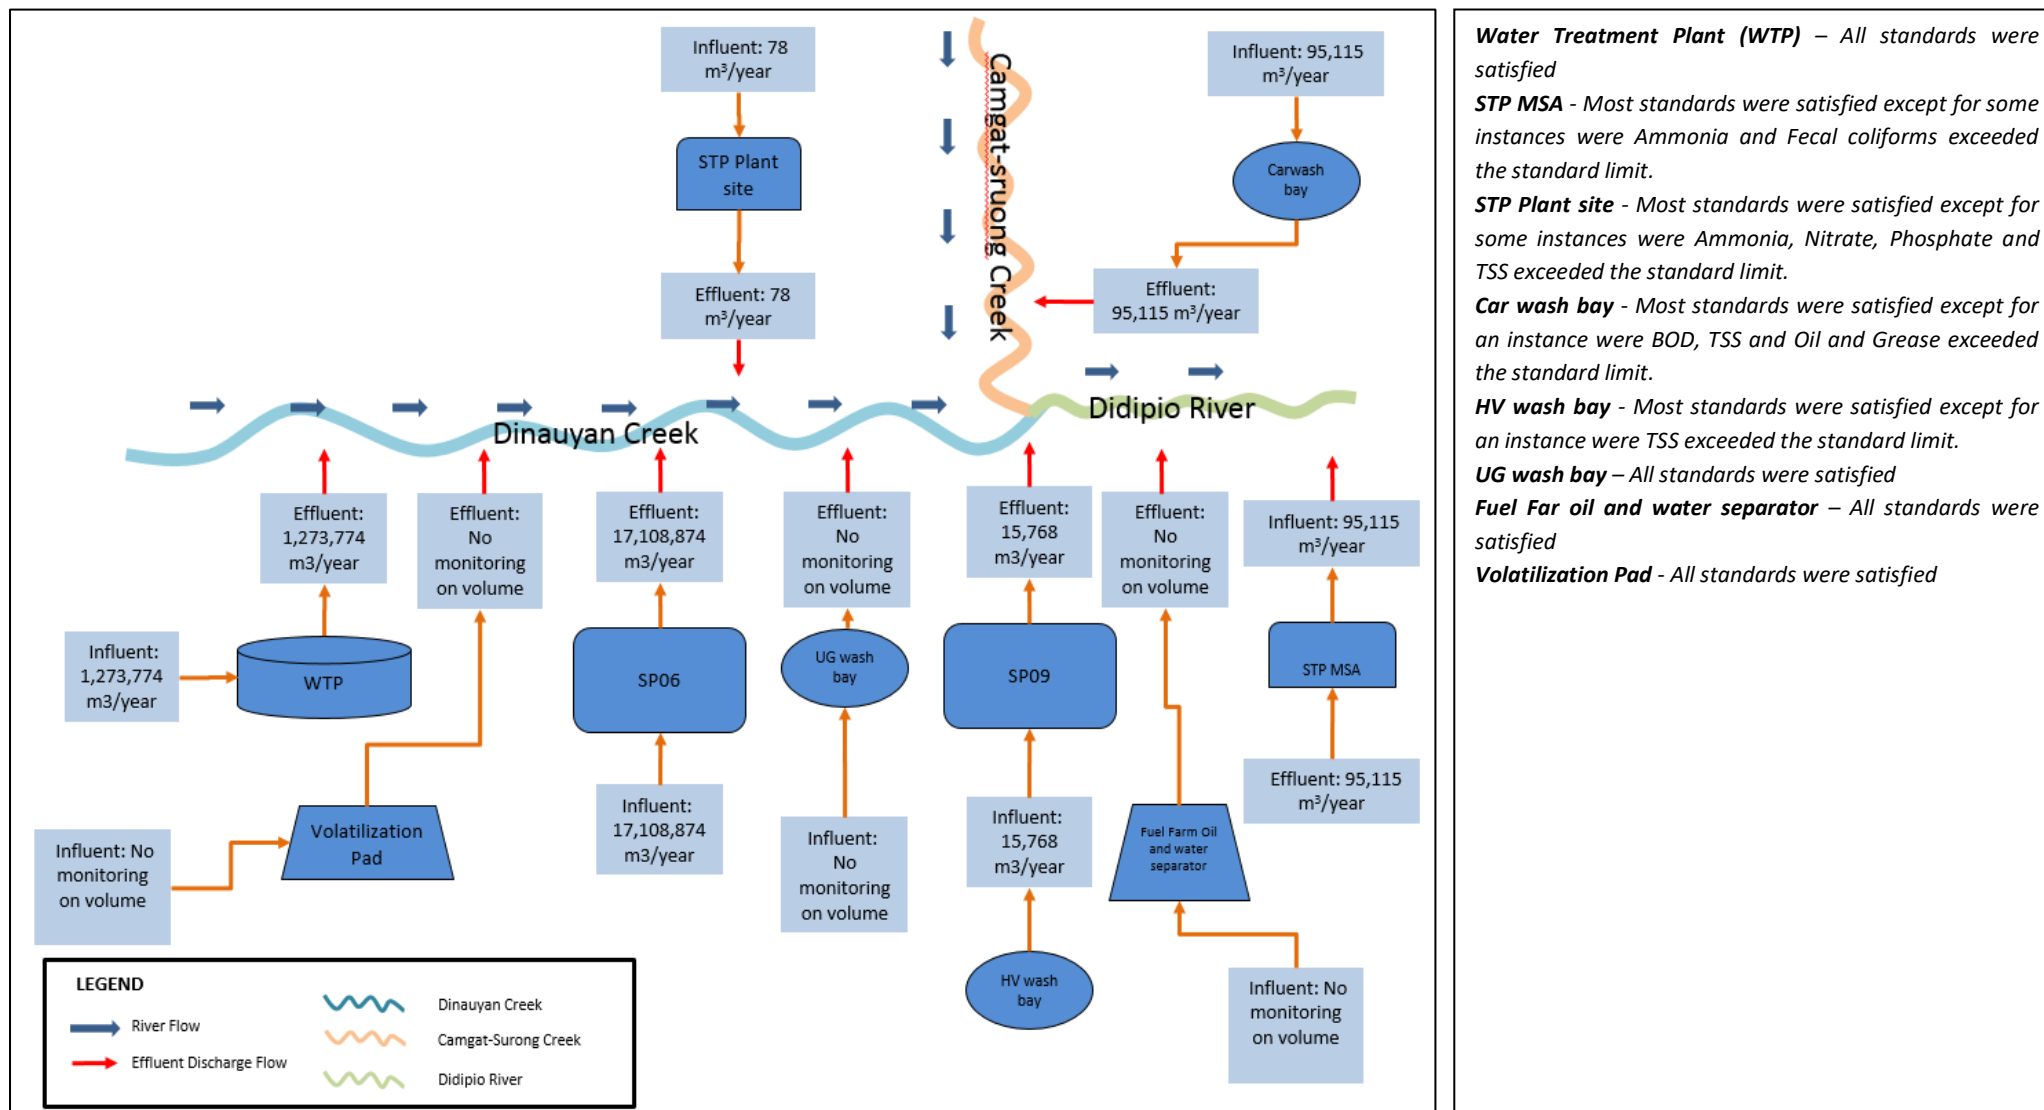 Influent: 78
m³/year
STP Plant
site
Effluent: 78
m³/year
Camgat-sruong Creek
Influent: 95,115
m³/year
Carwash
bay
Effluent:
95,115 m³/year
Dinauyan Creek
Didipio River
Effluent:
1,273,774
m3/year
Effluent:
No
monitoring
on volume
Effluent:
17,108,874
m3/year
Effluent:
No
monitoring
on volume
Effluent:
15,768
m3/year
Effluent:
No
monitoring
on volume
Influent: 95,115
m³/year
Influent:
1,273,774
m3/year
WTP
SP06
UG wash
bay
SP09
STP MSA
Volatilization
Pad
Influent: No
monitoring
on volume
Influent:
17,108,874
m3/year
Influent:
No
monitoring
on volume
Influent:
15,768
m3/year
Fuel Farm Oil
and water
separator
Effluent: 95,115
m³/year
HV wash
bay
Influent: No
monitoring
on volume
LEGEND
River Flow
Effluent Discharge Flow
Dinauyan Creek
Camgat-Surong Creek
Didipio River
Water Treatment Plant (WTP) – All standards were
satisfied
STP MSA - Most standards were satisfied except for some
instances were Ammonia and Fecal coliforms exceeded
the standard limit.
STP Plant site - Most standards were satisfied except for
some instances were Ammonia, Nitrate, Phosphate and
TSS exceeded the standard limit.
Car wash bay - Most standards were satisfied except for
an instance were BOD, TSS and Oil and Grease exceeded
the standard limit.
HV wash bay - Most standards were satisfied except for
an instance were TSS exceeded the standard limit.
UG wash bay – All standards were satisfied
Fuel Far oil and water separator – All standards were
satisfied
Volatilization Pad - All standards were satisfied